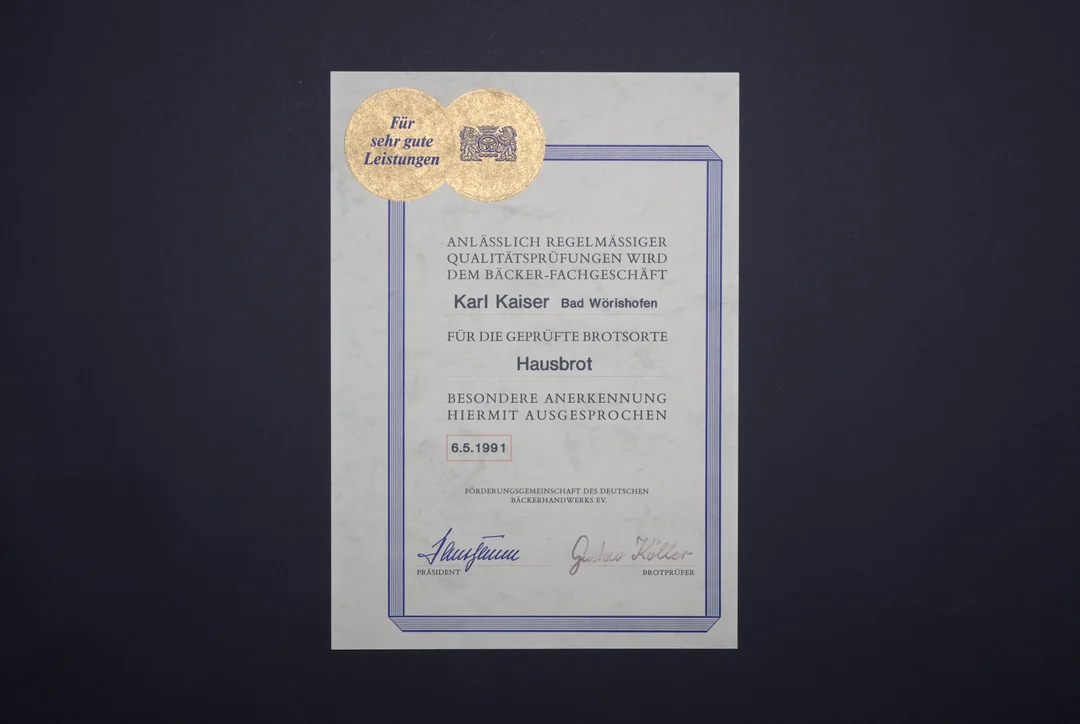 Für
sehr gute
Leistungen
ANLÄSSLICH REGELMÄSSIGER
QUALITÄTSPRÜFUNGEN WIRD
DEM BÄCKER-FACHGESCHÄFT
Karl Kaiser Bad Wörishofen
FÜR DIE GEPRÜFTE BROTSORTE
Hausbrot
BESONDERE ANERKENNUNG
HIERMIT AUSGESPROCHEN
6.5.1991
FÖRDERUNGSGEMEINSCHAFT DES DEUTSCHEN
BÄCKERHANDWERKS EV.
Gustav Köller
PRÄSIDENT BROTPRÜFER